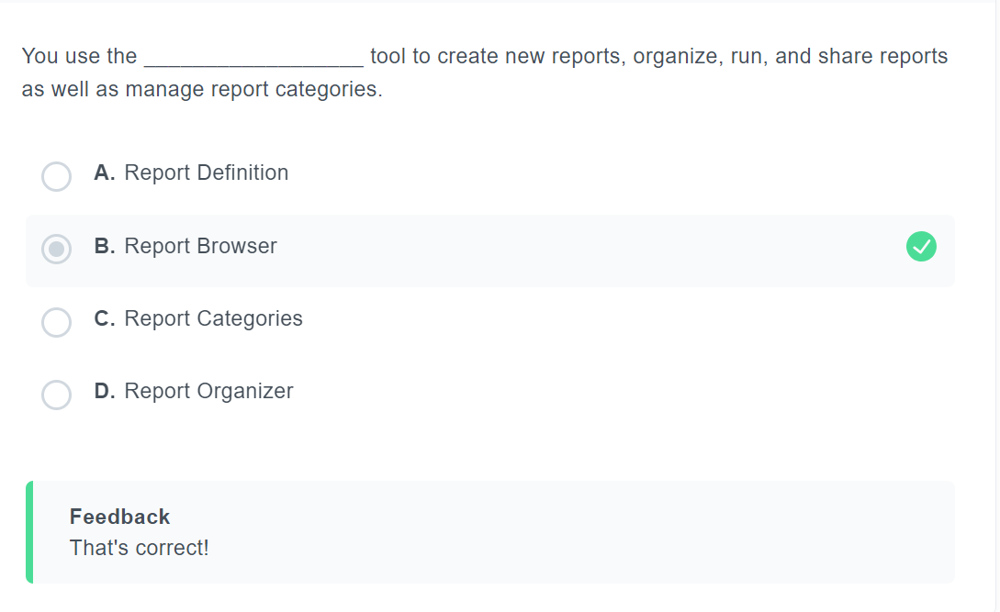 You use the __________________ tool to create new reports, organize, run, and share reports
as well as manage report categories.
A. Report Definition
B. Report Browser
C. Report Categories
D. Report Organizer
Feedback
That's correct!